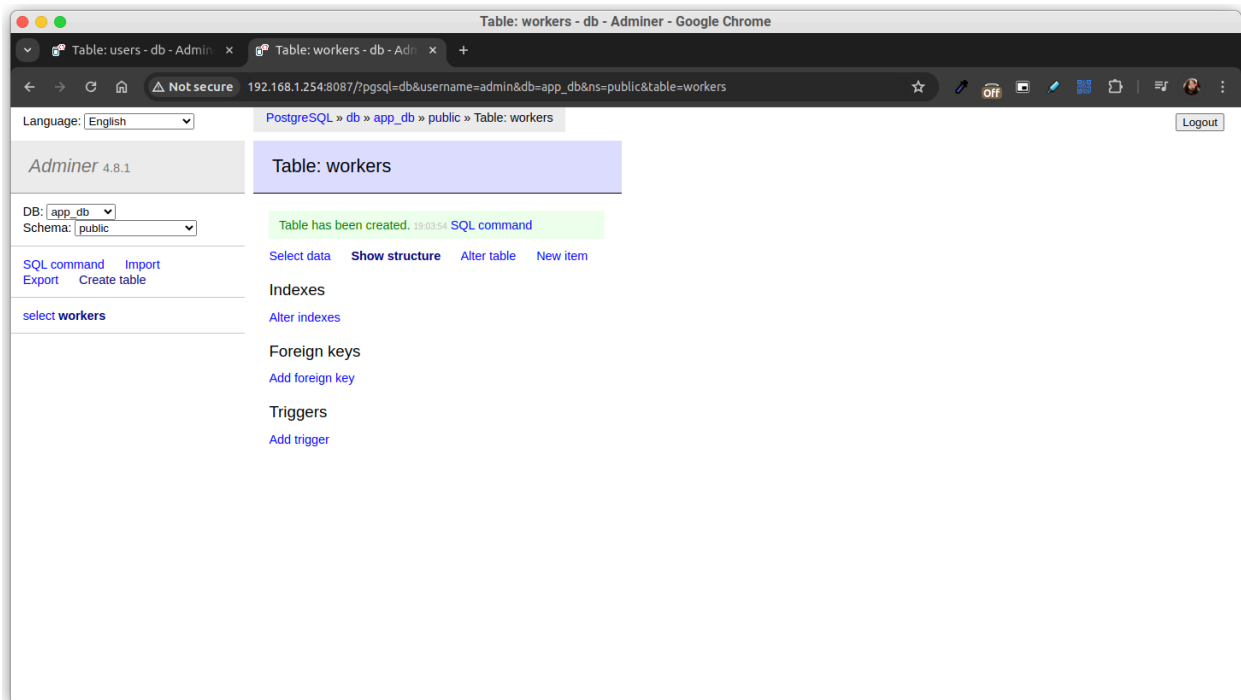 Table: workers - db - Adminer - Google Chrome
Table: users - db - Admin
Table: workers - db - Adn
Not secure 192.168.1.254:8087/?pgsql=db&username=admin&db=app_db&ns=public&table=workers
Off
Language: English
PostgreSQL » db » app_db » public » Table: workers
Logout
Adminer 4.8.1
Table: workers
DB: app_db
Schema: public
Table has been created. 19:03:54 SQL command
Select data Show structure Alter table New item
SQL command Import
Export Create table
select workers
Indexes
Alter indexes
Foreign keys
Add foreign key
Triggers
Add trigger